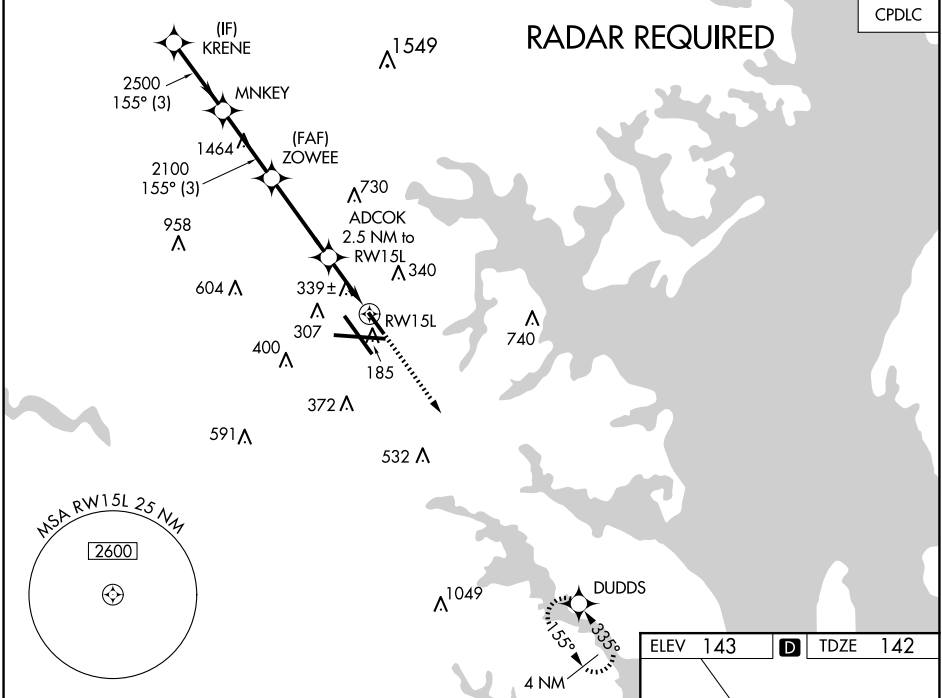 CPDLC
RADAR REQUIRED
(IF)
KRENE
1549
2500
155° (3)
MNKEY
1464
(FAF)
ZOWEE
2100
155° (3)
730
958
ADCOK
2.5 NM to
RW15L
340
604
339±
307
RW15L
740
400
185
372
591
532
MSA RW15L 25 NM
2600
1049
DUDDS
155°
335°
4 NM
ELEV 143
D
TDZE 142